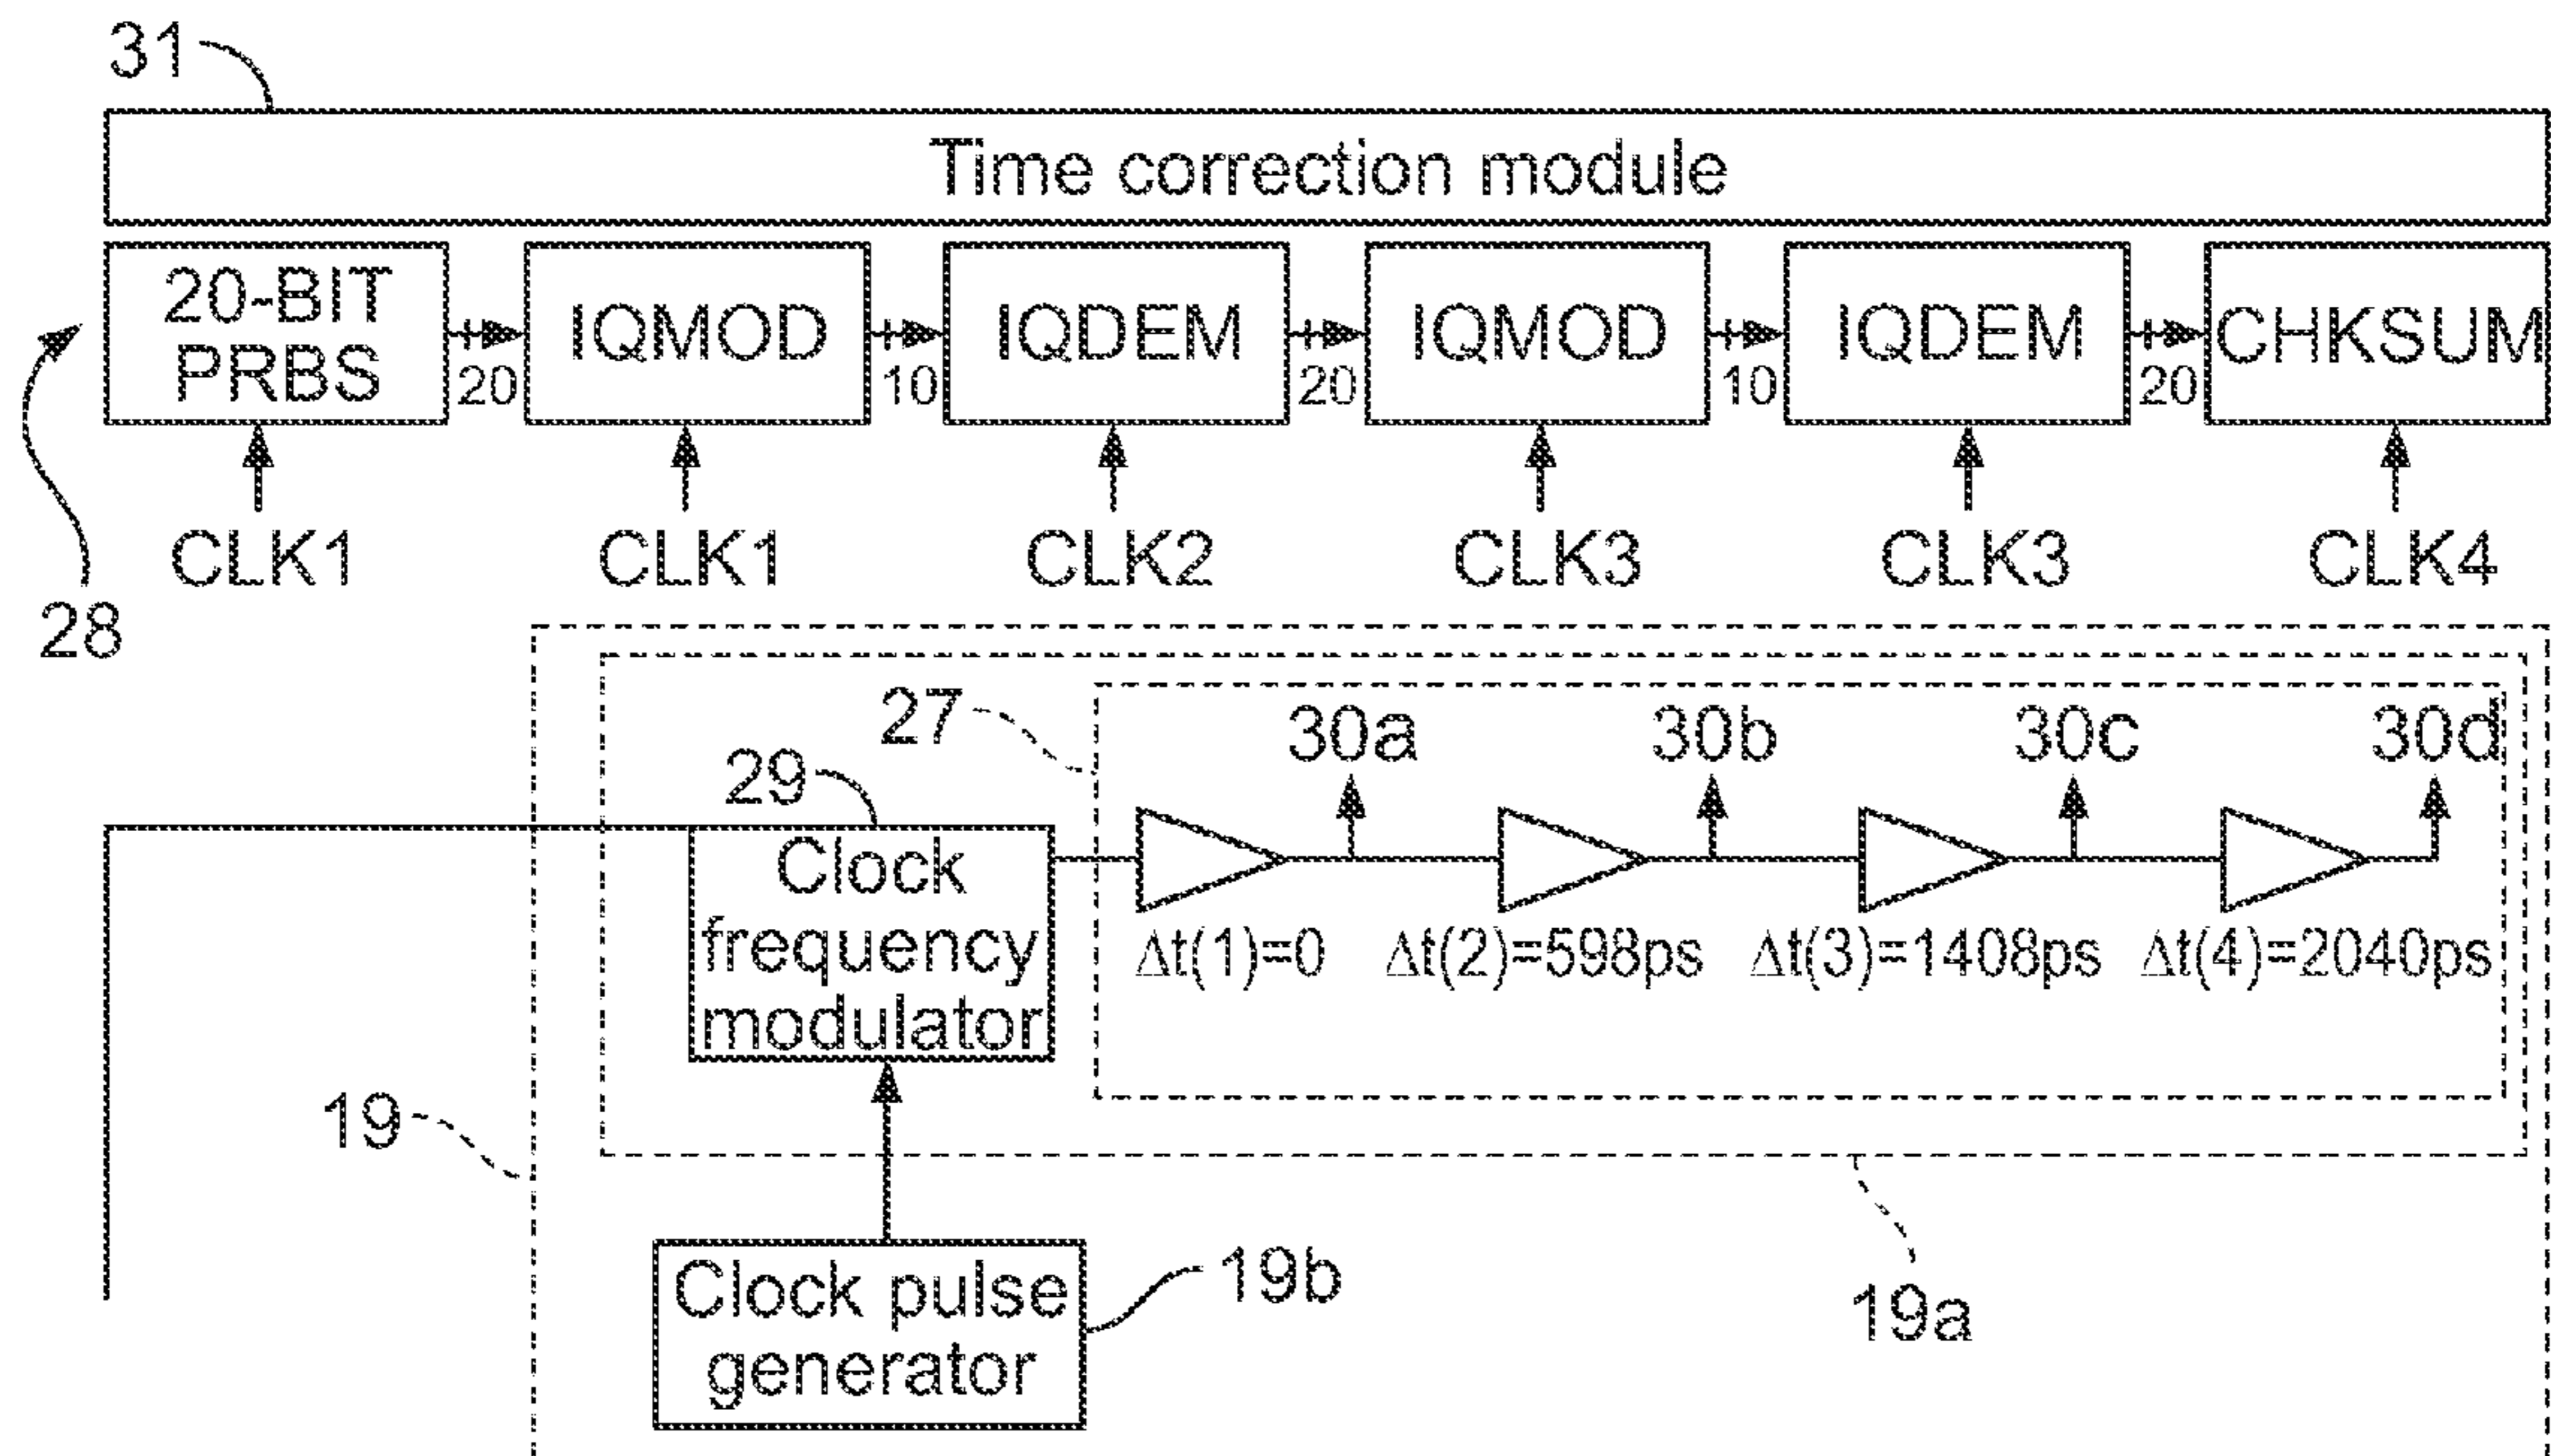 31
Time correction module
20-BIT
PRBS
IQMOD
IQDEM
IQMOD
IQDEM
CHKSUM
20
10
20
10
20
CLK1
CLK1
CLK2
CLK3
CLK3
CLK4
28
27
30a
30b
30c
30d
29
Clock
frequency
modulator
Δt(1)=0
Δt(2)=598ps
Δt(3)=1408ps
Δt(4)=2040ps
19
Clock pulse
generator
19b
19a